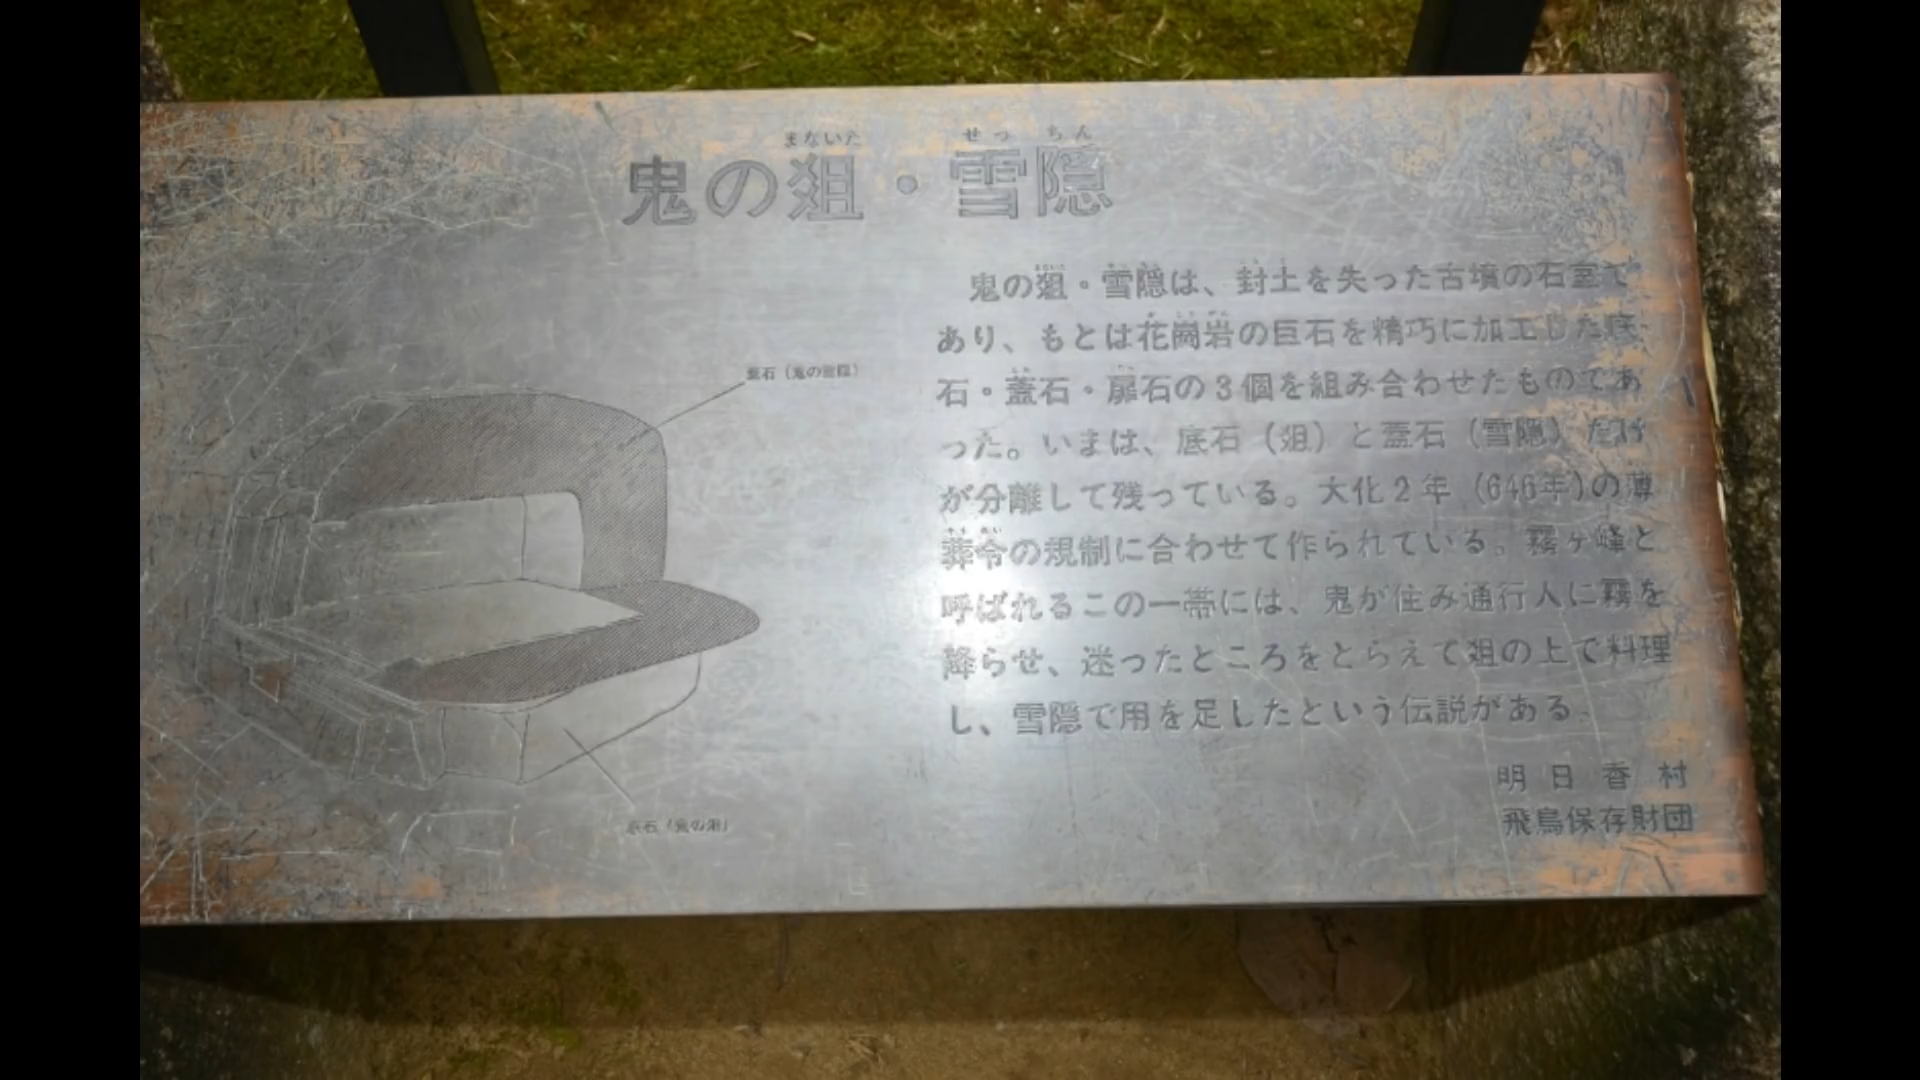 まないた せっちん
鬼の俎・雪隠
鬼の俎・雪隠は、封土を失った古墳の石室で
あり、もとは花崗岩の巨石を精巧に加工した底
石・蓋石・扉石の3個を組み合わせたものであ
った。いまは、底石(俎)と蓋石(雪隠)だけ
が分離して残っている。大化2年(646年)の薄
葬令の規制に合わせて作られている。霧ヶ峰と
呼ばれるこの一帯には、鬼が住み通行人に霧を
降らせ、迷ったところをとらえて俎の上で料理
し、雪隠で用を足したという伝説がある。
明日香村
飛鳥保存財団
蓋石(鬼の雪隠)
底石(鬼の俎)